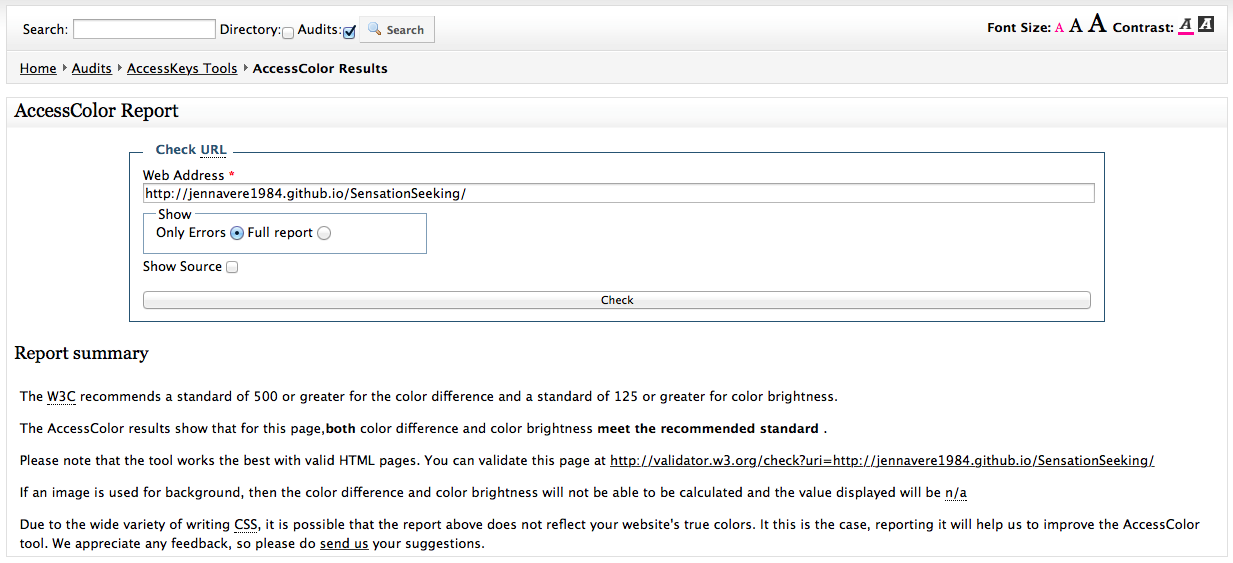 Search: Directory: Audits: Search Font Size: A A A Contrast: A A
Home Audits AccessKeys Tools AccessColor Results
AccessColor Report
Check URL
Web Address *
http://jennavere1984.github.io/SensationSeeking/
Show
Only Errors Full report
Show Source
Check
Report summary
The W3C recommends a standard of 500 or greater for the color difference and a standard of 125 or greater for color brightness.
The AccessColor results show that for this page,both color difference and color brightness meet the recommended standard .
Please note that the tool works the best with valid HTML pages. You can validate this page at http://validator.w3.org/check?uri=http://jennavere1984.github.io/SensationSeeking/
If an image is used for background, then the color difference and color brightness will not be able to be calculated and the value displayed will be n/a
Due to the wide variety of writing CSS, it is possible that the report above does not reflect your website's true colors. It this is the case, reporting it will help us to improve the AccessColor
tool. We appreciate any feedback, so please do send us your suggestions.